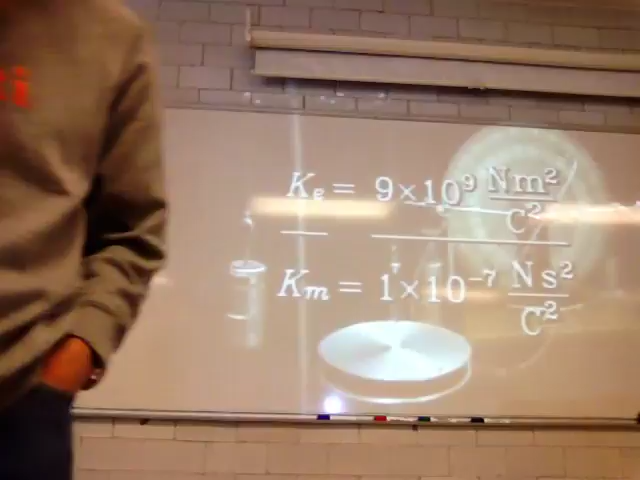 Ke = 9×10⁹ Nm²/C²
Km = 1×10⁻⁷ Ns²/C²